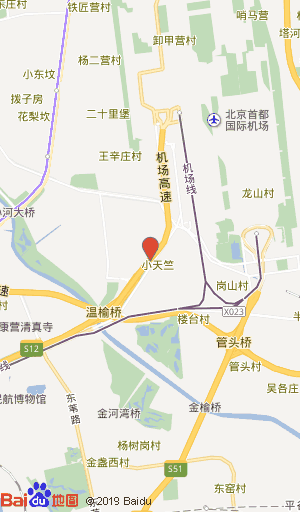 东庄村
铁匠营村
哨马营
卸甲营村
塔河
杨二营村
小东坟
拨子房
花梨坎
二十里堡
北京首都
国际机场
王辛庄村
机场高速
机场线
龙山村
小河大桥
小天竺
岗山村
X023
温榆桥
楼台村
康营清真寺
S12
管头桥
管头村
线
吴各
民航博物馆
东苇路
金河湾桥
金榆桥
杨树岗村
金盏西村
S51
东窑村
Baidu地图
© 2019 Baidu